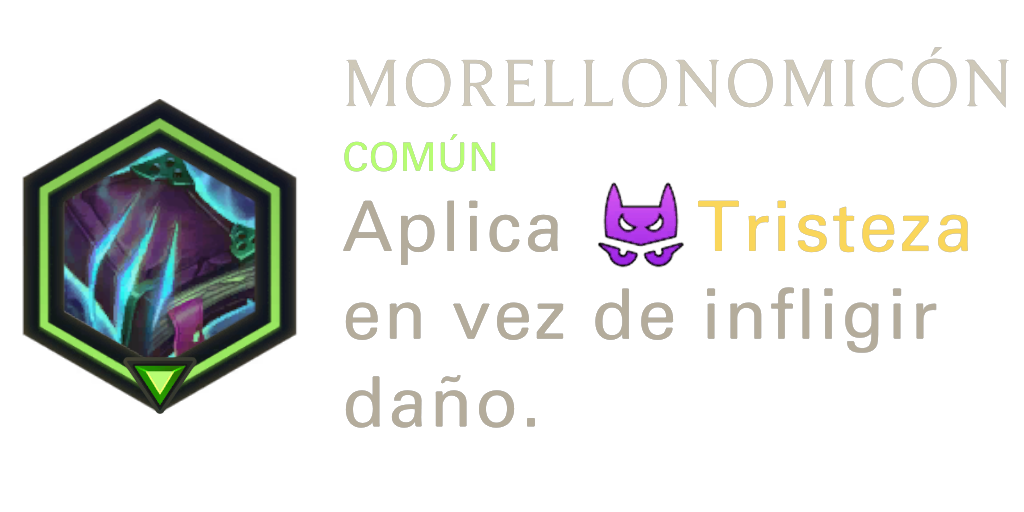 MORELLONOMICÓN
COMÚN
Aplica Tristeza
en vez de infligir
daño.